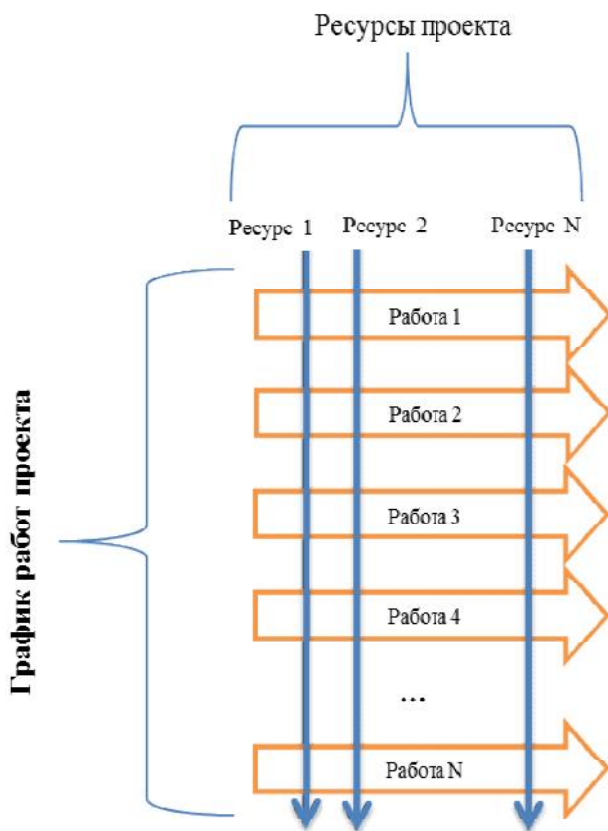 Ресурсы проекта
Ресурс 1 Ресурс 2 Ресурс N
График работ проекта
Работа 1
Работа 2
Работа 3
Работа 4
...
Работа N